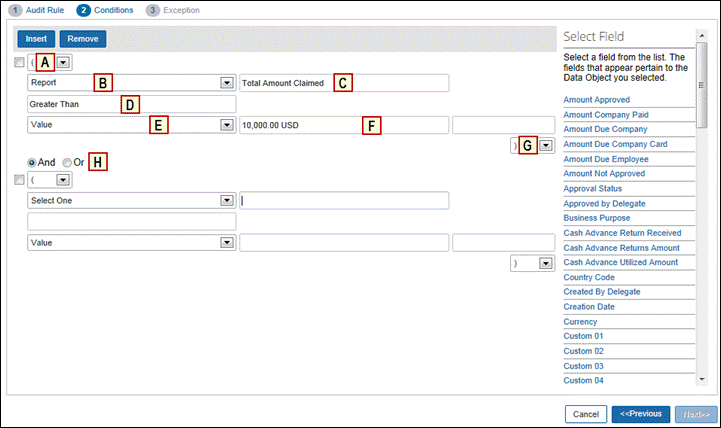 1 Audit Rule 2 Conditions 3 Exception
Insert Remove
( A
Report B Total Amount Claimed C
Greater Than D
Value E 10,000.00 USD F
) G
And Or H
(
Select One
Value
)
Select Field
Select a field from the list. The
fields that appear pertain to the
Data Object you selected.
Amount Approved
Amount Company Paid
Amount Due Company
Amount Due Company Card
Amount Due Employee
Amount Not Approved
Approval Status
Approved by Delegate
Business Purpose
Cash Advance Return Received
Cash Advance Returns Amount
Cash Advance Utilized Amount
Country Code
Created By Delegate
Creation Date
Currency
Custom 01
Custom 02
Custom 03
Custom 04
Cancel <<Previous Next>>